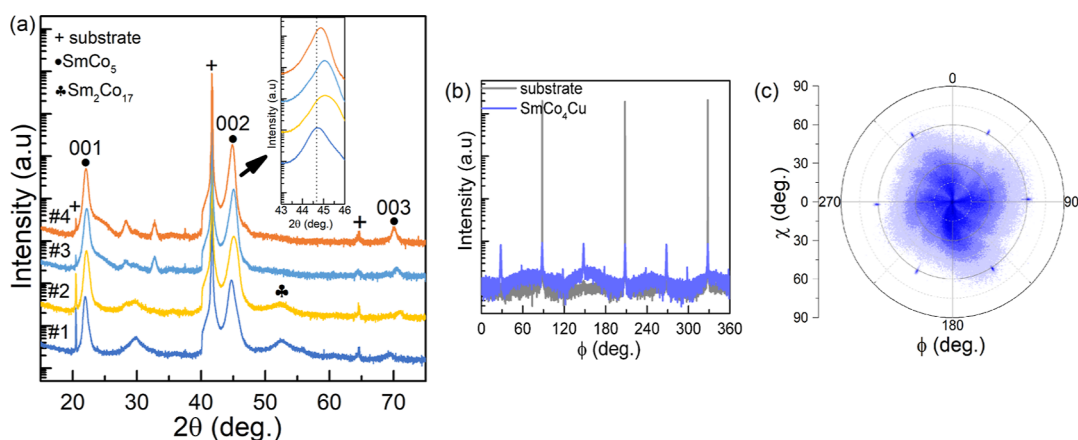 (a)
+ substrate
●SmCo5
♣Sm2Co17
001
002
003
+
+
+
●
●
●
♣
#4
#3
#2
#1
Intensity (a.u)
20 30 40 50 60 70
2θ (deg.)
Intensity (a.u)
43 44 45 46
2θ (deg.)
(b)
substrate
SmCo4Cu
Intensity (a.u)
0 60 120 180 240 300 360
ϕ (deg.)
(c)
90
60
30
0
30
60
90
χ (deg.)
0
90
180
270
ϕ (deg.)